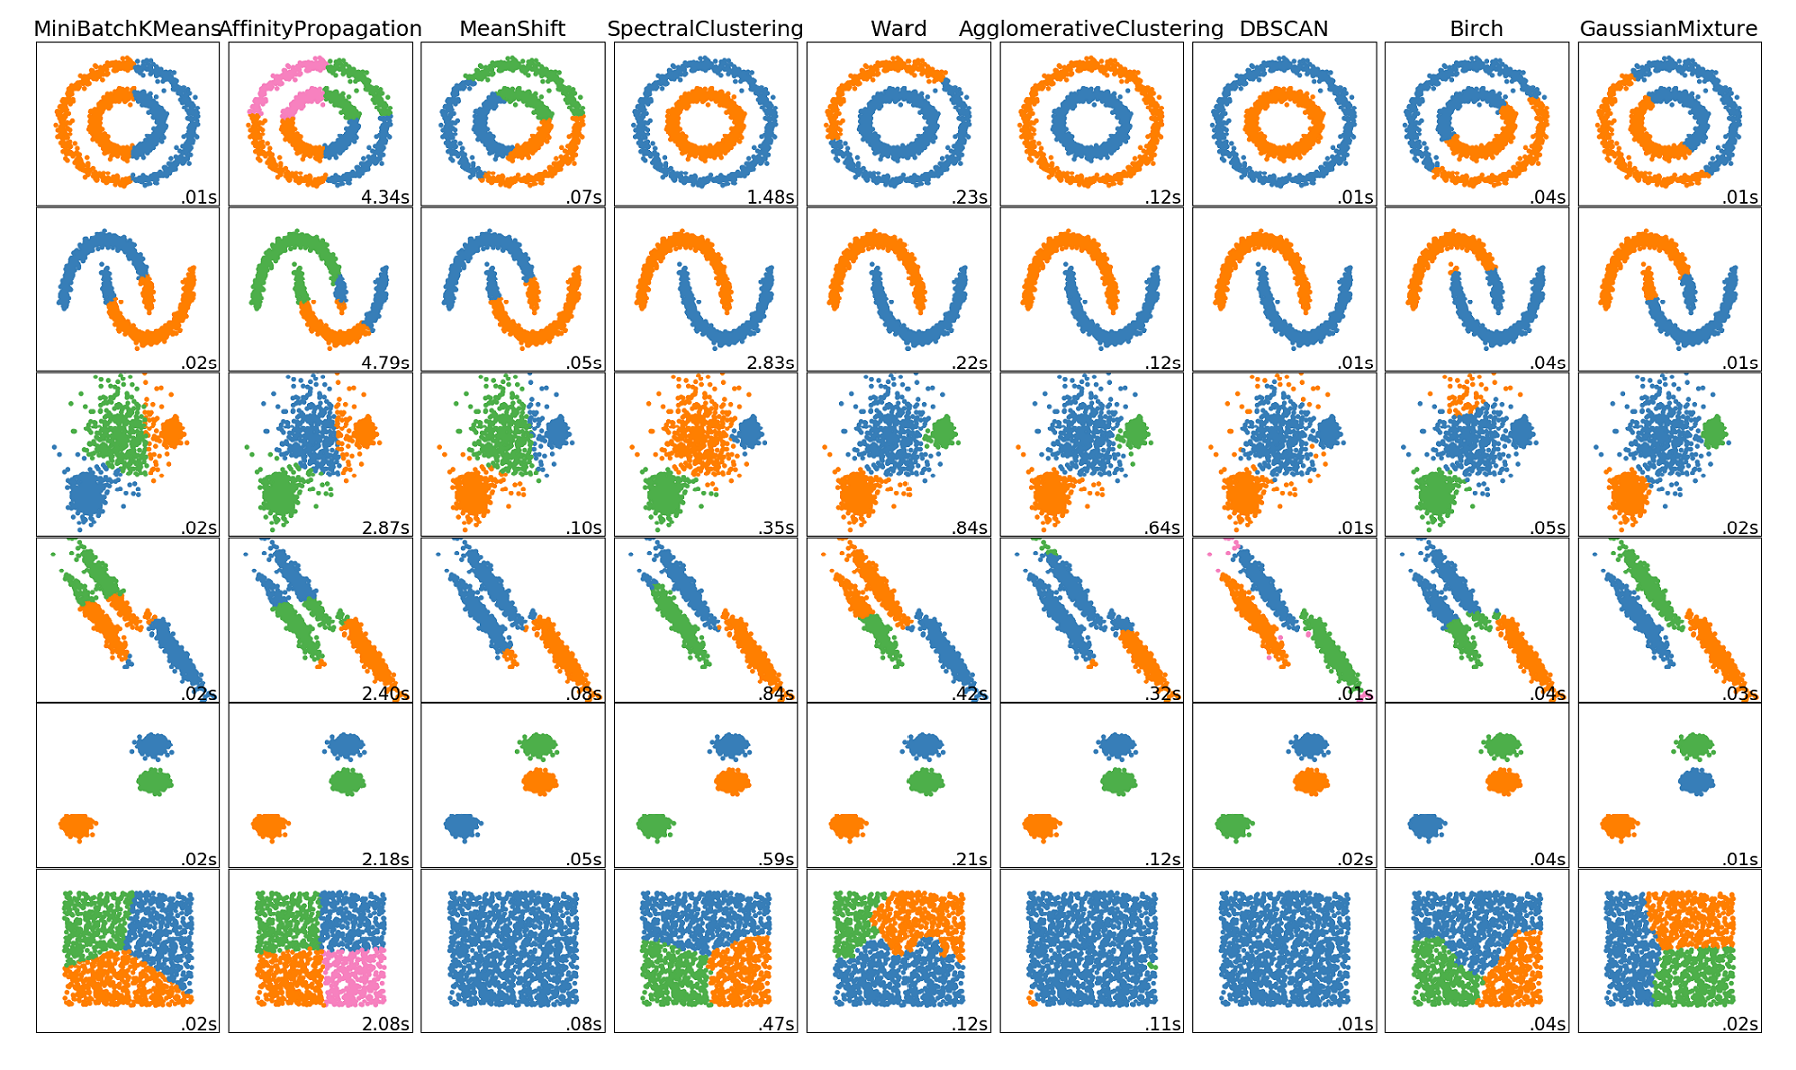 MiniBatchKMeans AffinityPropagation MeanShift SpectralClustering Ward AgglomerativeClustering DBSCAN Birch GaussianMixture
.01s 4.34s .07s 1.48s .23s .12s .01s .04s .01s
.02s 4.79s .05s 2.83s .22s .12s .01s .04s .01s
.02s 2.87s .10s .35s .84s .64s .01s .05s .02s
.02s 2.40s .08s .84s .42s .32s .01s .04s .03s
.02s 2.18s .05s .59s .21s .12s .02s .04s .01s
.02s 2.08s .08s .47s .12s .11s .01s .04s .02s